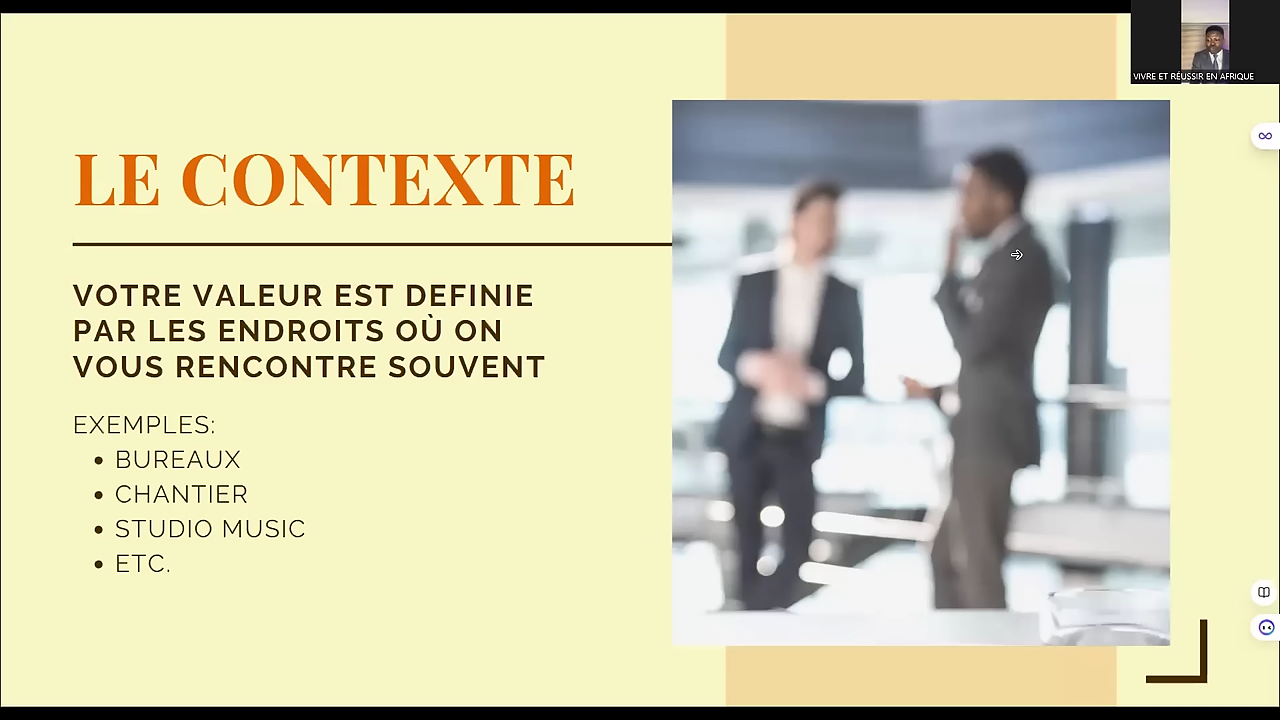 VIVRE ET RÉUSSIR EN AFRIQUE
LE CONTEXTE
VOTRE VALEUR EST DEFINIE
PAR LES ENDROITS OÙ ON
VOUS RENCONTRE SOUVENT
EXEMPLES:
• BUREAUX
• CHANTIER
• STUDIO MUSIC
• ETC.